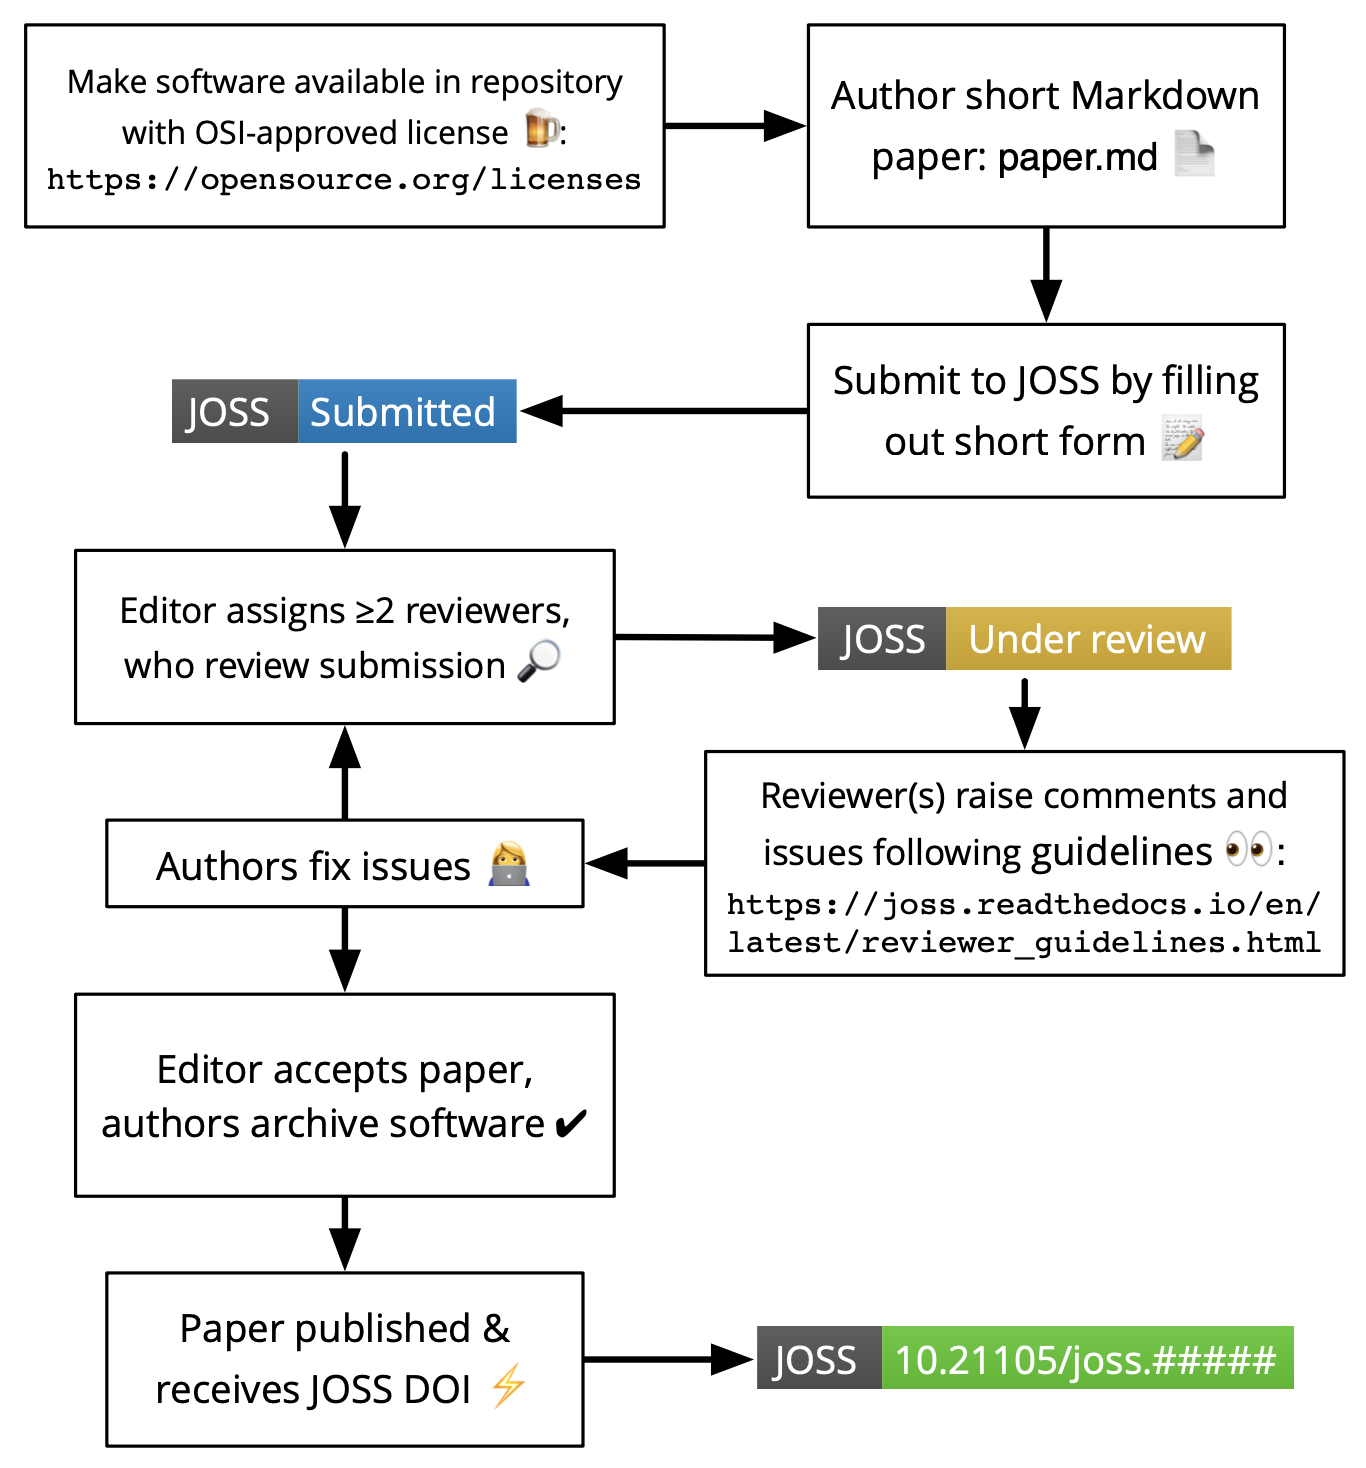 Make software available in repository
with OSI-approved license 🍺:
https://opensource.org/licenses
Author short Markdown
paper: paper.md 📄
Submit to JOSS by filling
out short form 📝
JOSS Submitted
Editor assigns ≥2 reviewers,
who review submission 🔎
JOSS Under review
Reviewer(s) raise comments and
issues following guidelines 👀:
https://joss.readthedocs.io/en/
latest/reviewer_guidelines.html
Authors fix issues 👩‍💻
Editor accepts paper,
authors archive software ✔
Paper published &
receives JOSS DOI ⚡
JOSS 10.21105/joss.#####